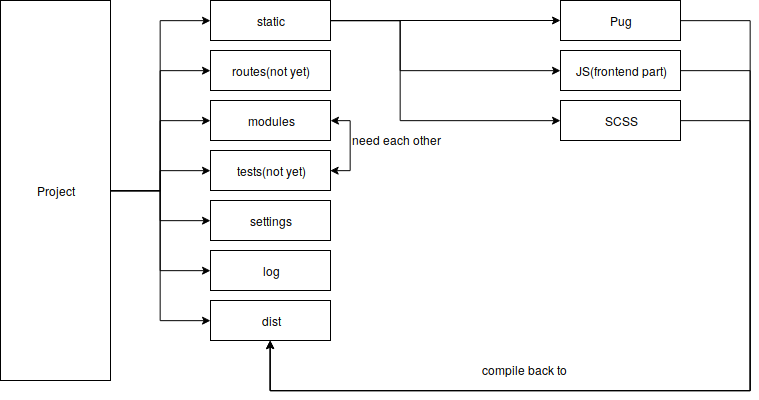 static
Pug
routes(not yet)
JS(frontend part)
modules
SCSS
need each other
tests(not yet)
Project
settings
log
dist
compile back to